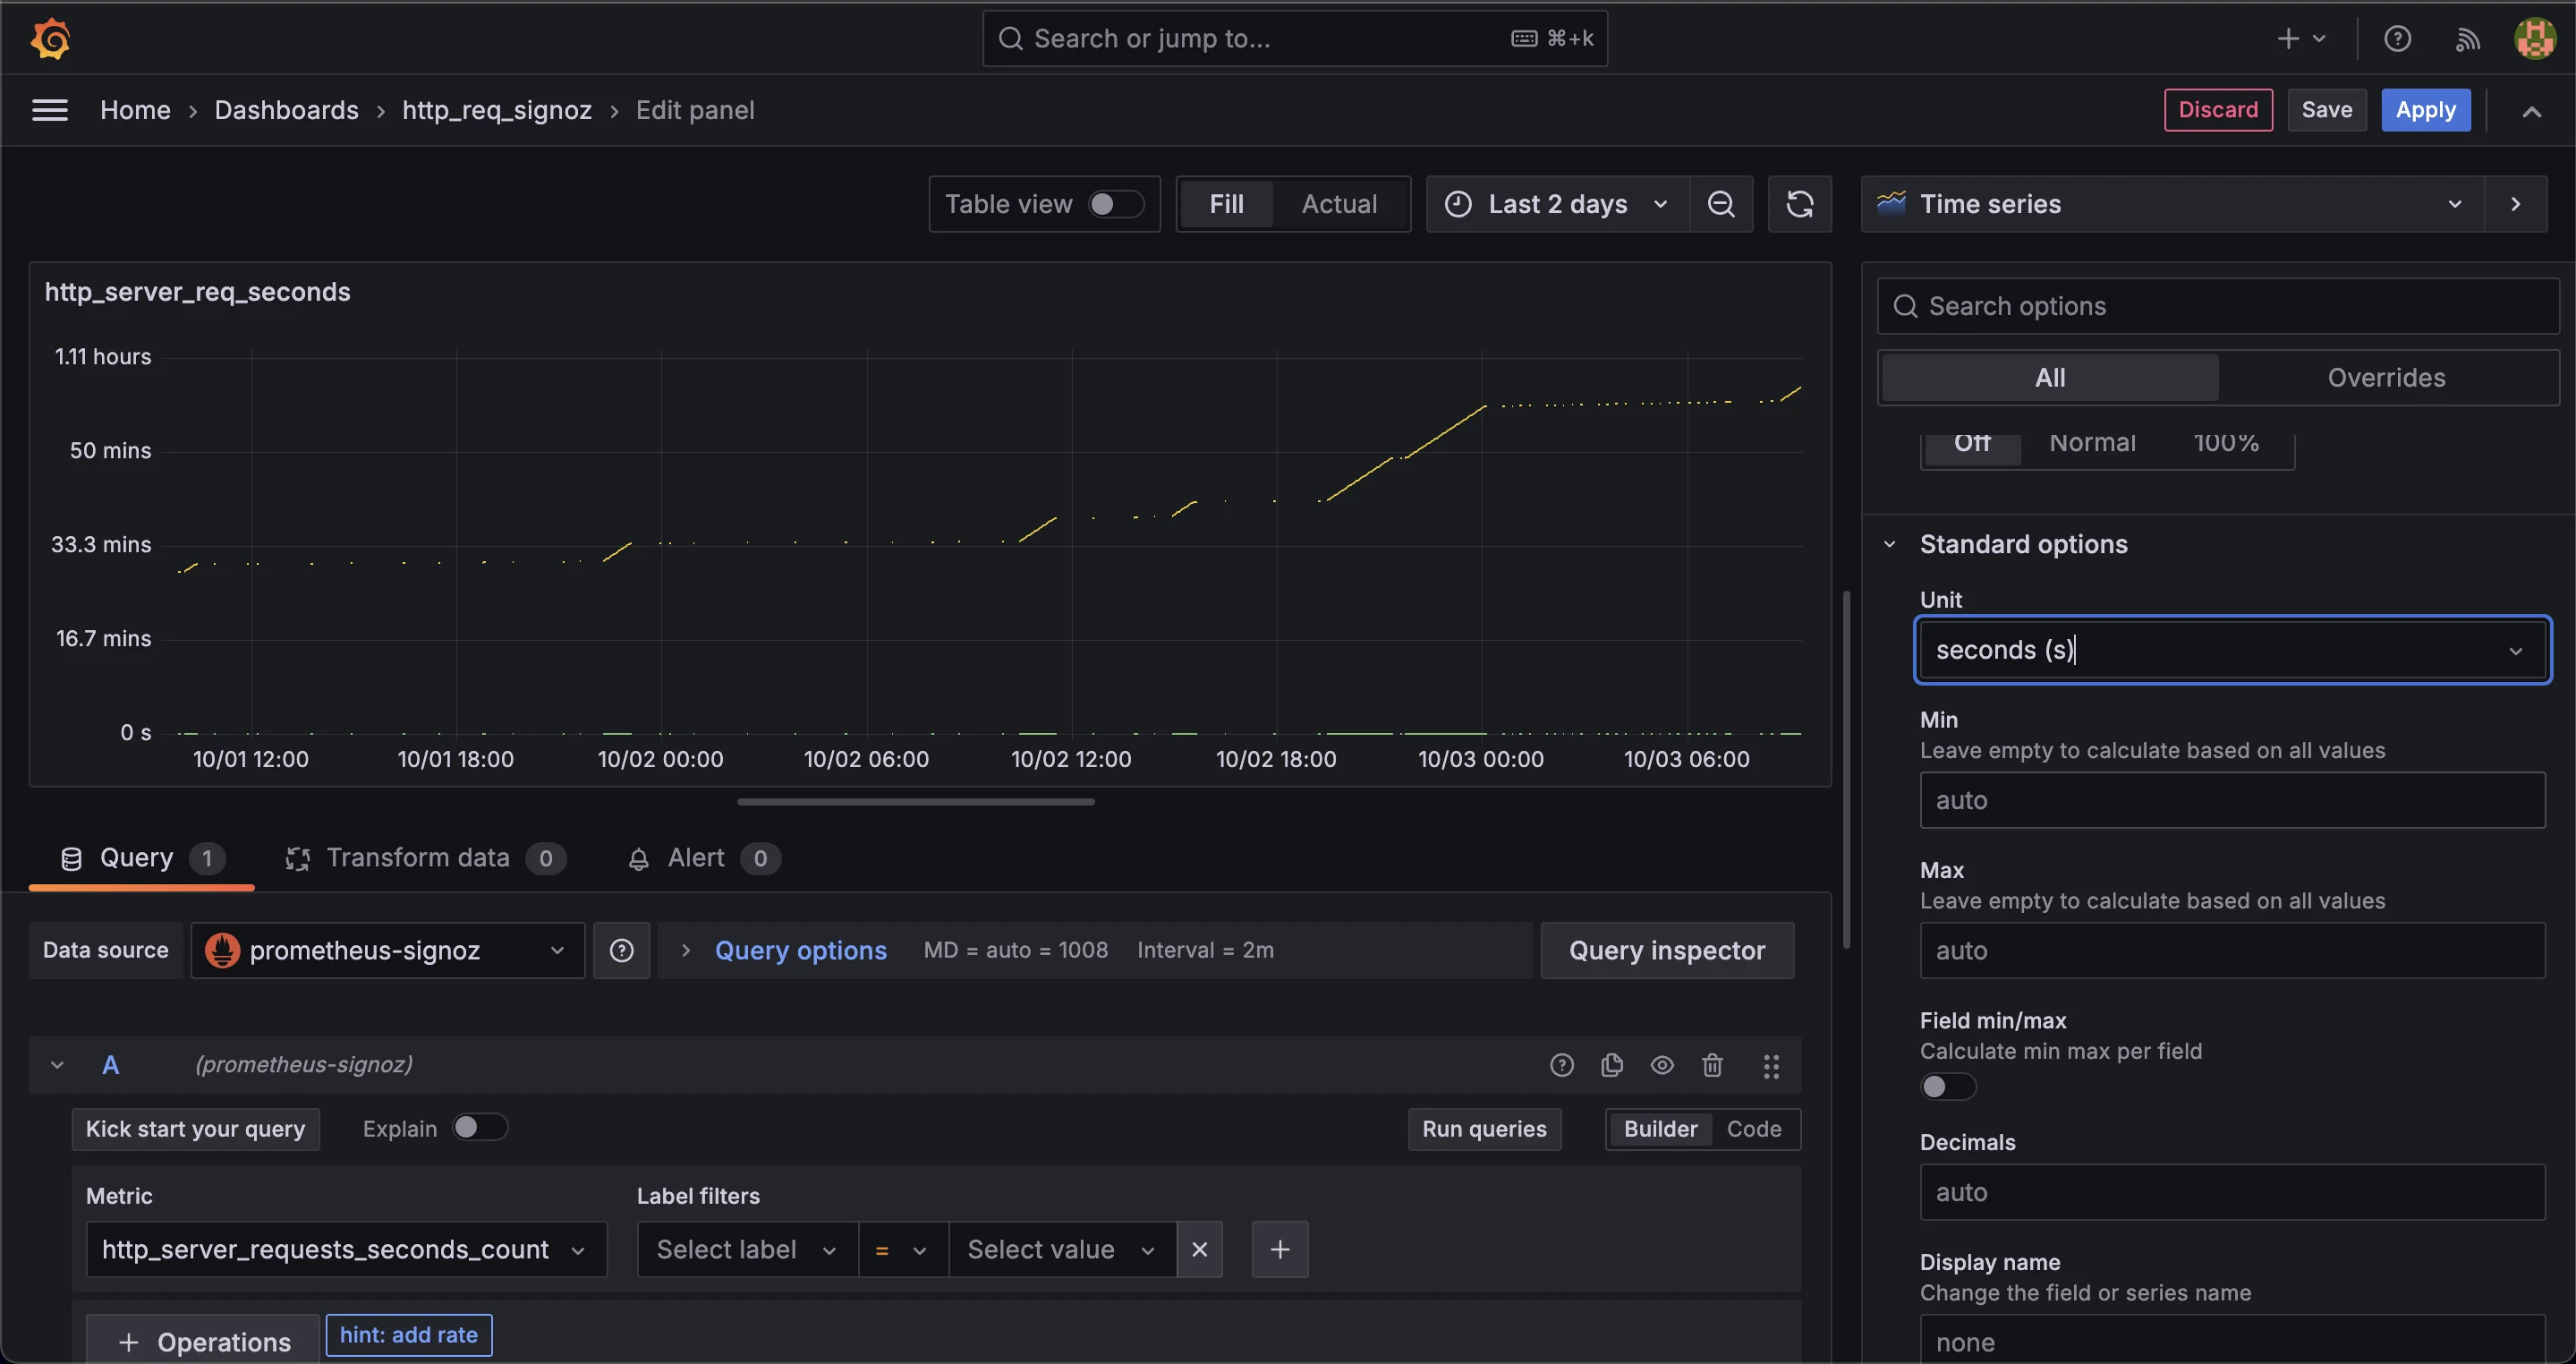 Search or jump to...
⌘+k
Home › Dashboards › http_req_signoz › Edit panel
Discard
Save
Apply
Table view
Fill
Actual
Last 2 days
Time series
http_server_req_seconds
1.11 hours
50 mins
33.3 mins
16.7 mins
0 s
10/01 12:00
10/01 18:00
10/02 00:00
10/02 06:00
10/02 12:00
10/02 18:00
10/03 00:00
10/03 06:00
Query 1
Transform data 0
Alert 0
Data source
prometheus-signoz
Query options
MD = auto = 1008
Interval = 2m
Query inspector
A
(prometheus-signoz)
Kick start your query
Explain
Run queries
Builder
Code
Metric
Label filters
http_server_requests_seconds_count
Select label
=
Select value
+ Operations
hint: add rate
Search options
All
Overrides
Off
Normal
100%
Standard options
Unit
seconds (s)
Min
Leave empty to calculate based on all values
auto
Max
Leave empty to calculate based on all values
auto
Field min/max
Calculate min max per field
Decimals
auto
Display name
Change the field or series name
none